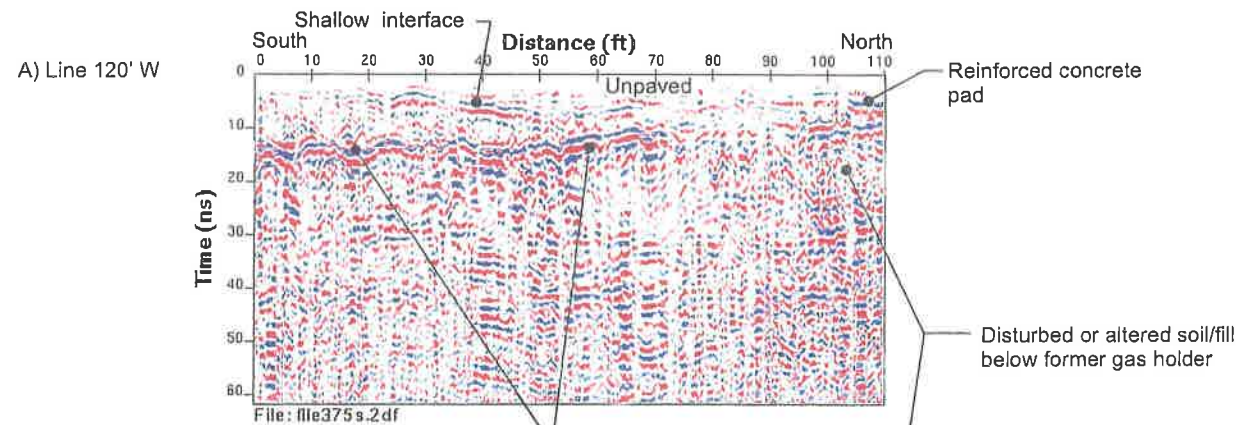 Shallow interface
South Distance (ft) North
A) Line 120' W
0 10 20 30 40 50 60 70 80 90 100 110
0
Unpaved
Reinforced concrete
pad
10
20
30
40
50
60
Time (ns)
Disturbed or altered soil/fill
below former gas holder
File: file375s.2df